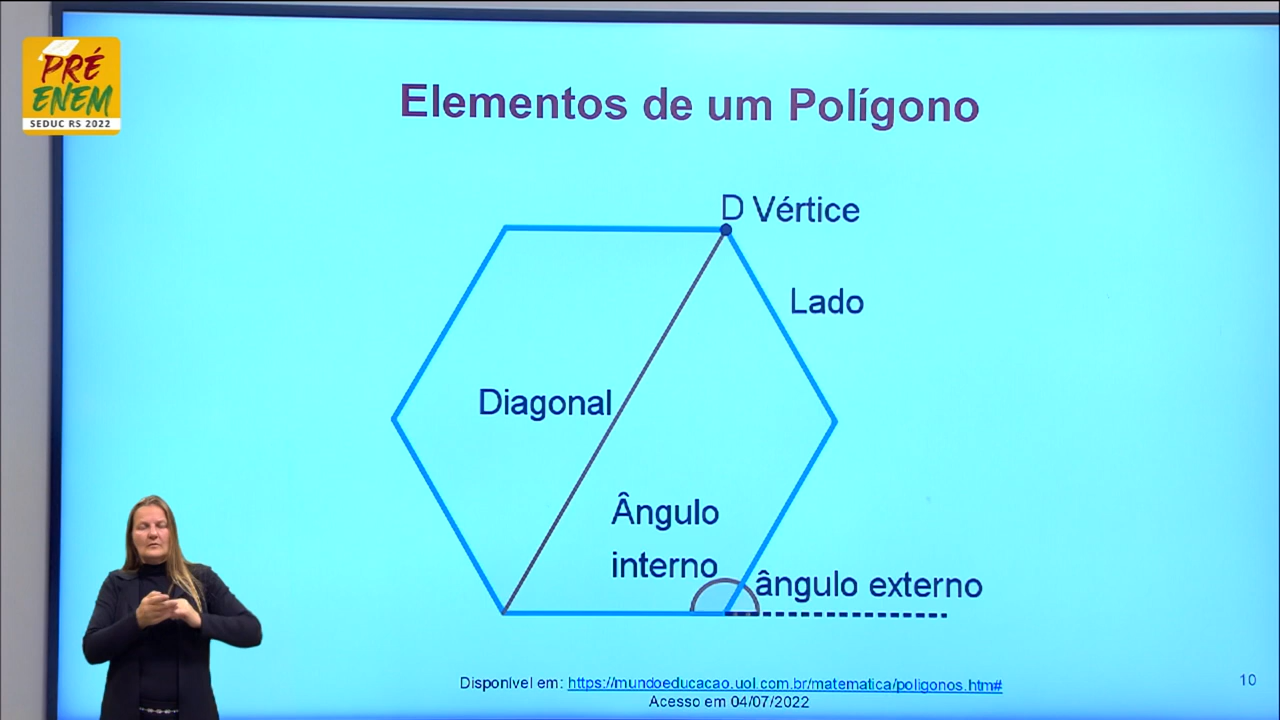 PRÉ
ENEM
SEDUC RS 2022
Elementos de um Polígono
D Vértice
Lado
Diagonal
Ângulo
interno
ângulo externo
Disponível em: https://mundoeducacao.uol.com.br/matematica/poligonos.htm#
Acesso em 04/07/2022
10